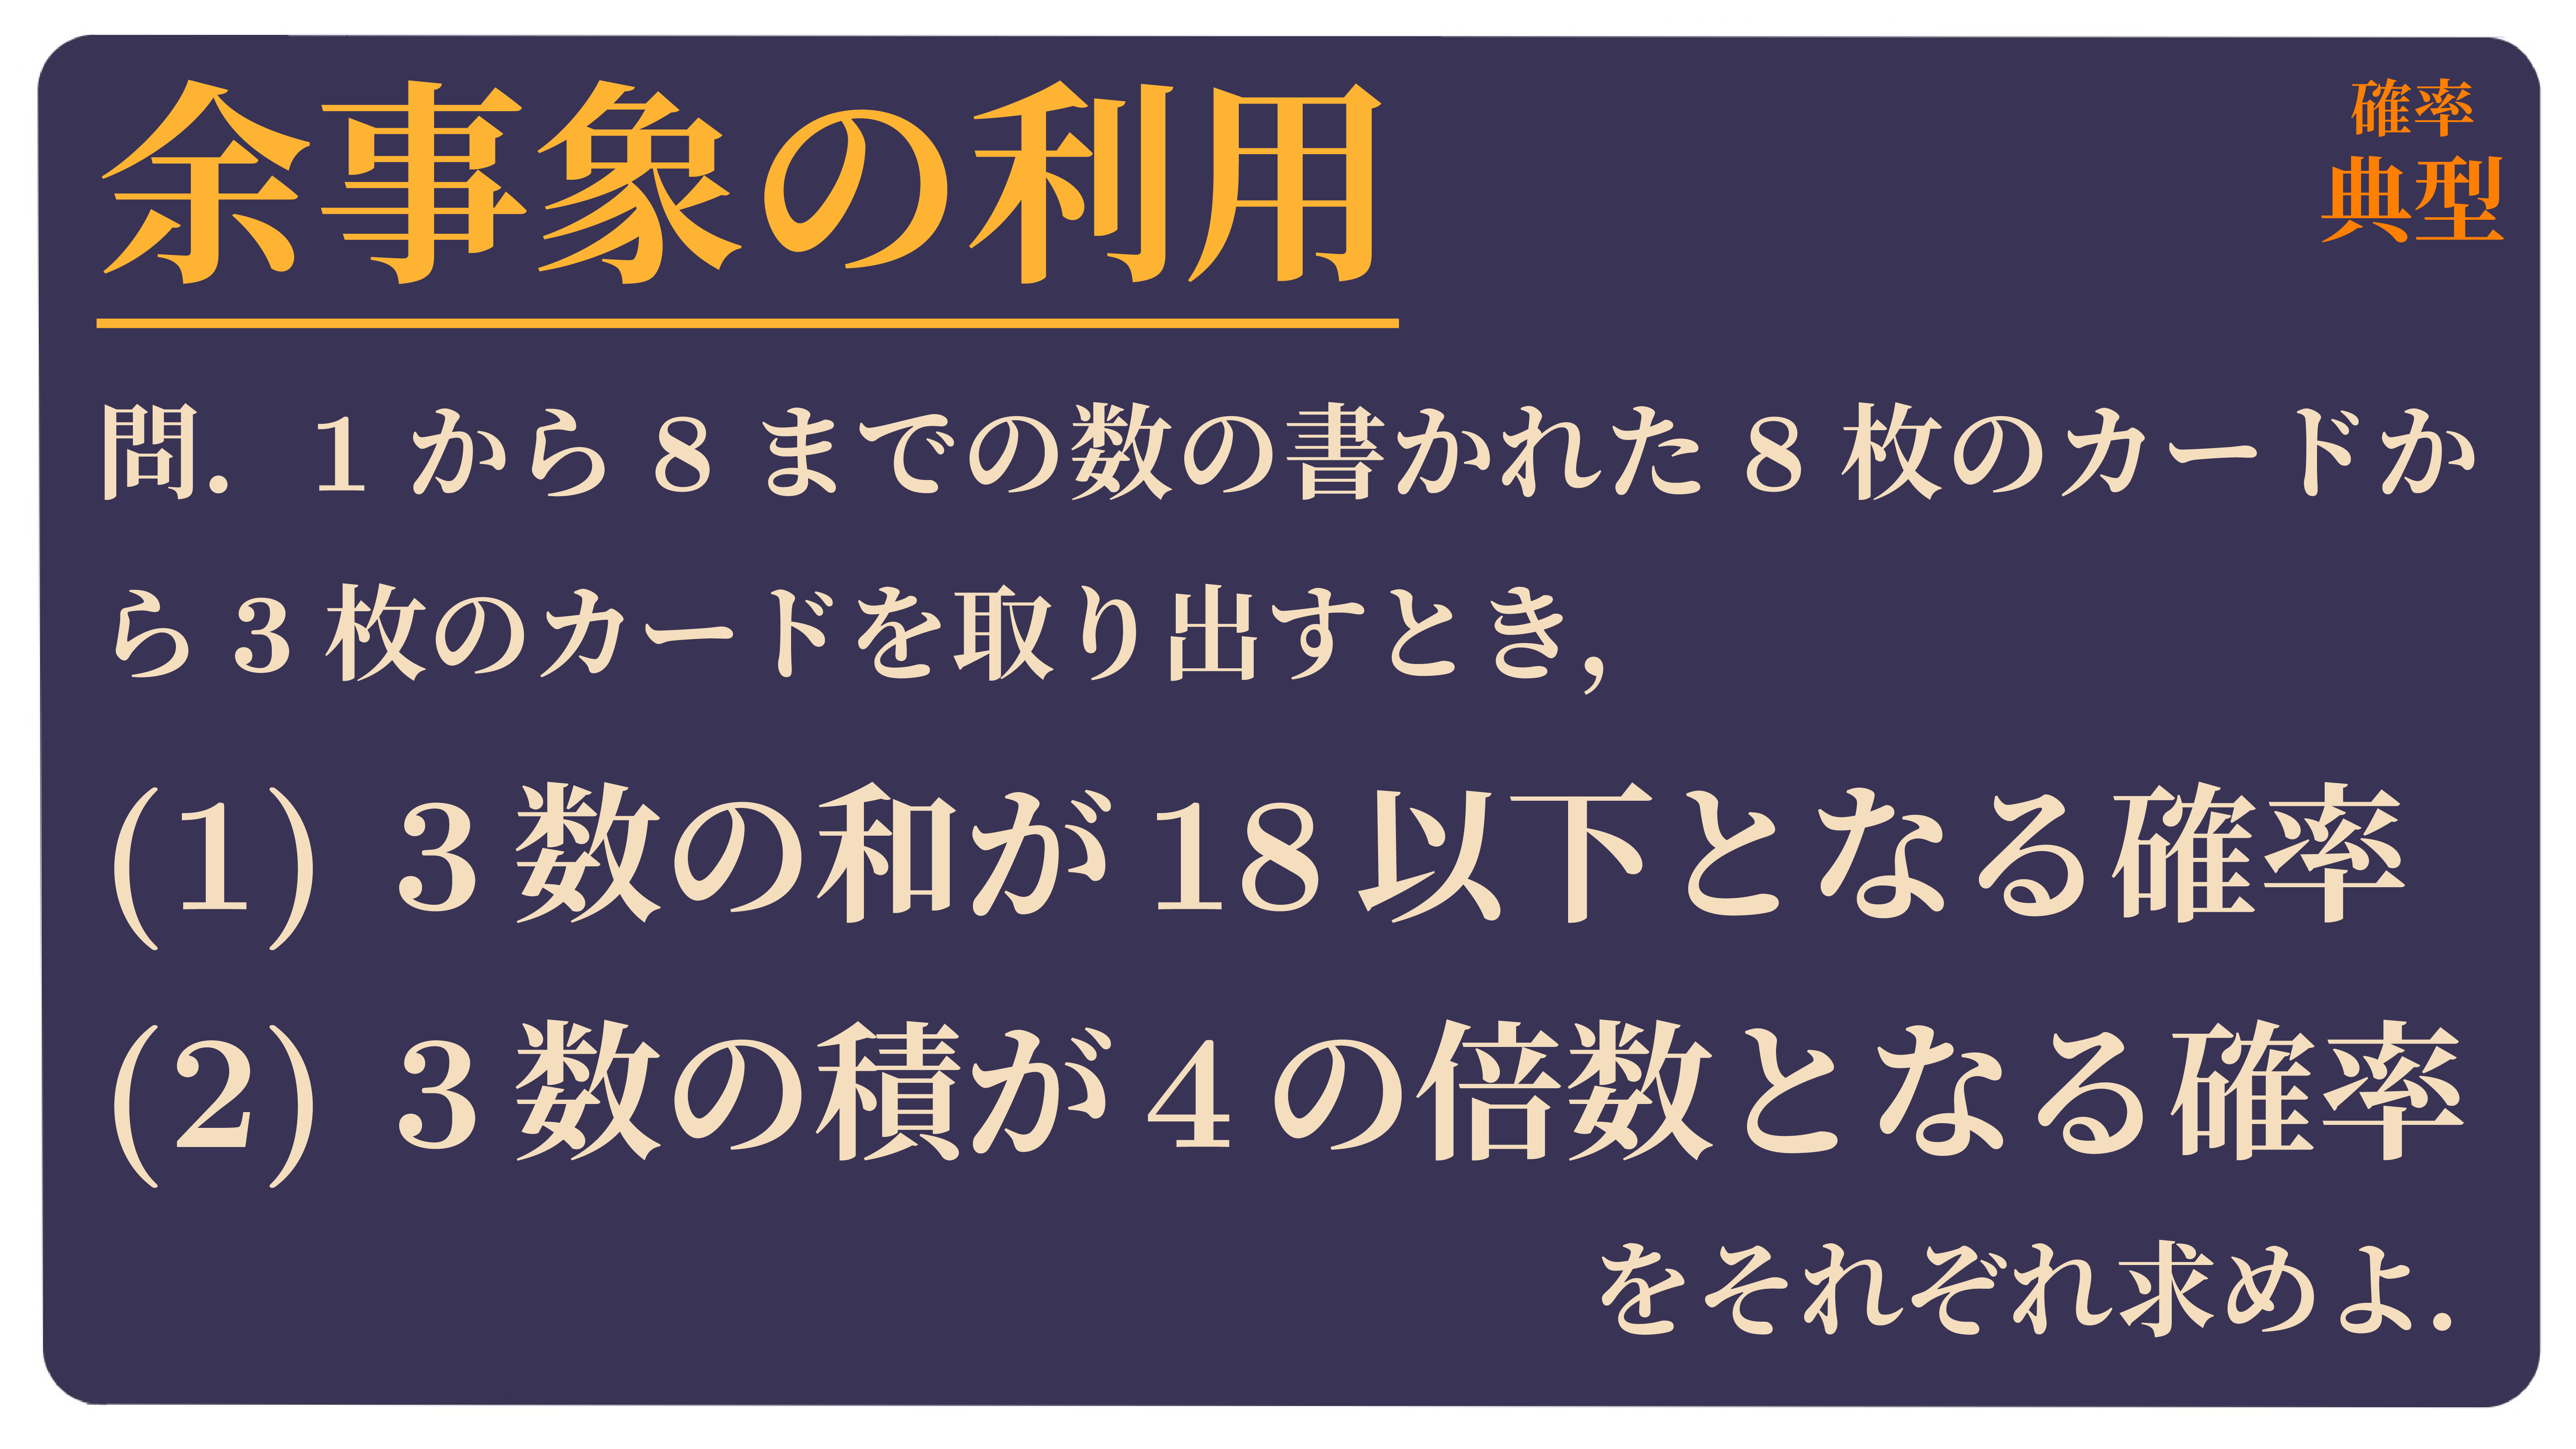 余事象の利用
確率
典型
問. 1 から 8 までの数の書かれた 8 枚のカードか
ら 3 枚のカードを取り出すとき,
(1) 3 数の和が 18 以下となる確率
(2) 3 数の積が 4 の倍数となる確率
をそれぞれ求めよ.